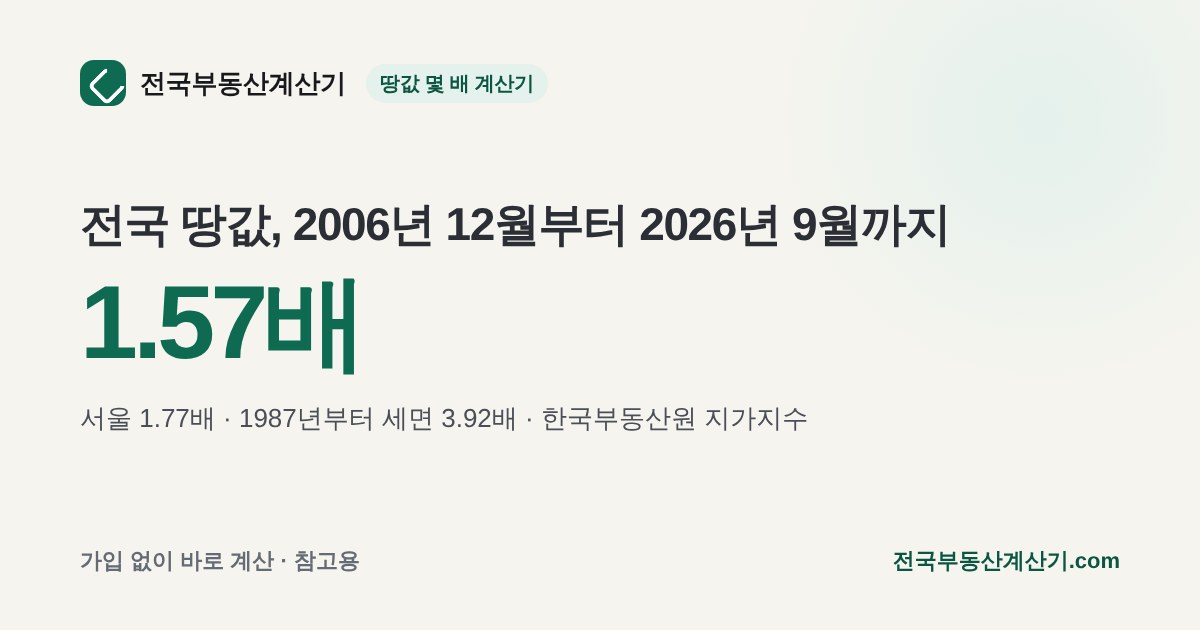 전국부동산계산기 땅값 몇 배 계산기
전국 땅값, 2006년 12월부터 2026년 9월까지
1.57배
서울 1.77배 · 1987년부터 세면 3.92배 · 한국부동산원 지가지수
가입 없이 바로 계산 · 참고용
전국부동산계산기.com